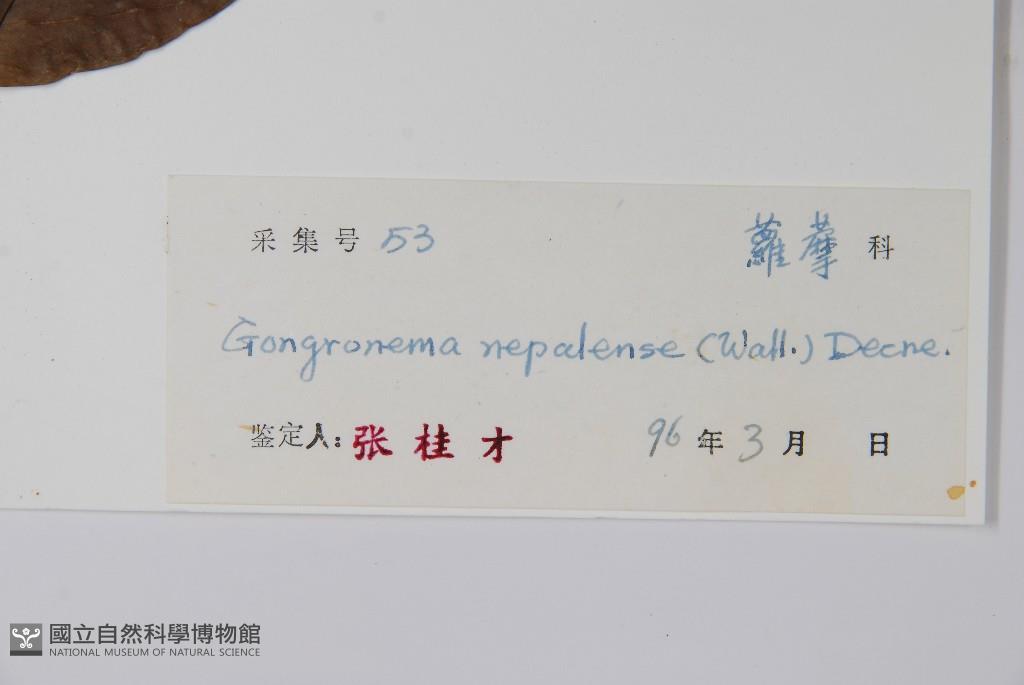 采集号 53 蘿藦 科
Gongronema nepalense (Wall.) Decne.
鉴定人: 张桂才 96 年 3 月 日
國立自然科學博物館
NATIONAL MUSEUM OF NATURAL SCIENCE